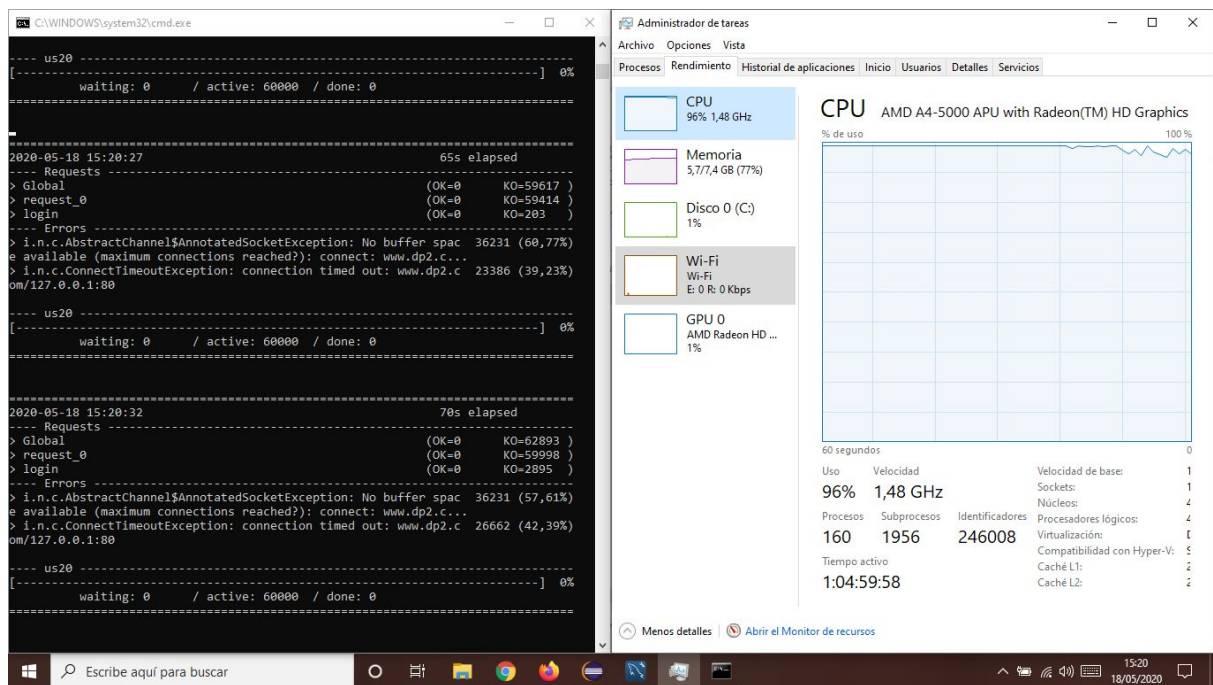 C:\WINDOWS\system32\cmd.exe
---- us20 --------------------------------------------------------------------
[--------------------------------------------------------------------------]  0%
          waiting: 0      / active: 60000  / done: 0
================================================================================
================================================================================
2020-05-18 15:20:27                                          65s elapsed
---- Requests ------------------------------------------------------------------
> Global                                                   (OK=0      KO=59617 )
> request_0                                                (OK=0      KO=59414 )
> login                                                    (OK=0      KO=203   )
---- Errors --------------------------------------------------------------------
> i.n.c.AbstractChannel$AnnotatedSocketException: No buffer spac  36231 (60,77%)
e available (maximum connections reached?): connect: www.dp2.c...
> i.n.c.ConnectTimeoutException: connection timed out: www.dp2.c  23386 (39,23%)
om/127.0.0.1:80
---- us20 --------------------------------------------------------------------
[--------------------------------------------------------------------------]  0%
          waiting: 0      / active: 60000  / done: 0
================================================================================
================================================================================
2020-05-18 15:20:32                                          70s elapsed
---- Requests ------------------------------------------------------------------
> Global                                                   (OK=0      KO=62893 )
> request_0                                                (OK=0      KO=59998 )
> login                                                    (OK=0      KO=2895  )
---- Errors --------------------------------------------------------------------
> i.n.c.AbstractChannel$AnnotatedSocketException: No buffer spac  36231 (57,61%)
e available (maximum connections reached?): connect: www.dp2.c...
> i.n.c.ConnectTimeoutException: connection timed out: www.dp2.c  26662 (42,39%)
om/127.0.0.1:80
---- us20 --------------------------------------------------------------------
[--------------------------------------------------------------------------]  0%
          waiting: 0      / active: 60000  / done: 0
================================================================================
Administrador de tareas
Archivo Opciones Vista
Procesos Rendimiento Historial de aplicaciones Inicio Usuarios Detalles Servicios
CPU
96% 1,48 GHz
Memoria
5,7/7,4 GB (77%)
Disco 0 (C:)
1%
Wi-Fi
Wi-Fi
E: 0 R: 0 Kbps
GPU 0
AMD Radeon HD ...
1%
CPU AMD A4-5000 APU with Radeon(TM) HD Graphics
% de uso 100 %
60 segundos 0
Uso Velocidad
96% 1,48 GHz
Procesos Subprocesos Identificadores
160 1956 246008
Tiempo activo
1:04:59:58
Velocidad de base: 1
Sockets: 1
Núcleos: 4
Procesadores lógicos: 4
Virtualización:
Compatibilidad con Hyper-V:
Caché L1: 2
Caché L2: 2
Menos detalles Abrir el Monitor de recursos
Escribe aquí para buscar
15:20
18/05/2020